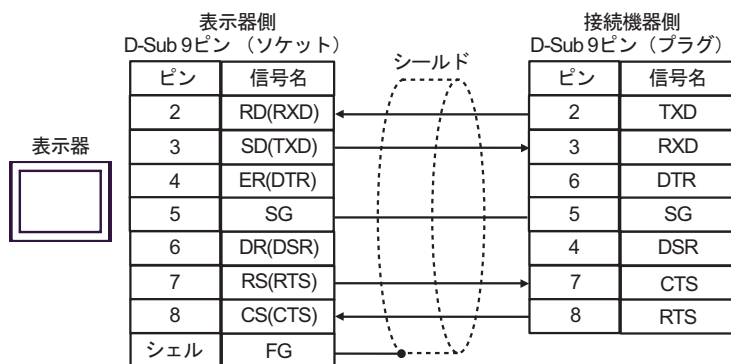 表示器側
D-Sub 9ピン （ソケット）
接続機器側
D-Sub 9ピン（プラグ）
シールド
ピン 信号名
2 RD(RXD)
3 SD(TXD)
4 ER(DTR)
5 SG
6 DR(DSR)
7 RS(RTS)
8 CS(CTS)
シェル FG
表示器
ピン 信号名
2 TXD
3 RXD
6 DTR
5 SG
4 DSR
7 CTS
8 RTS